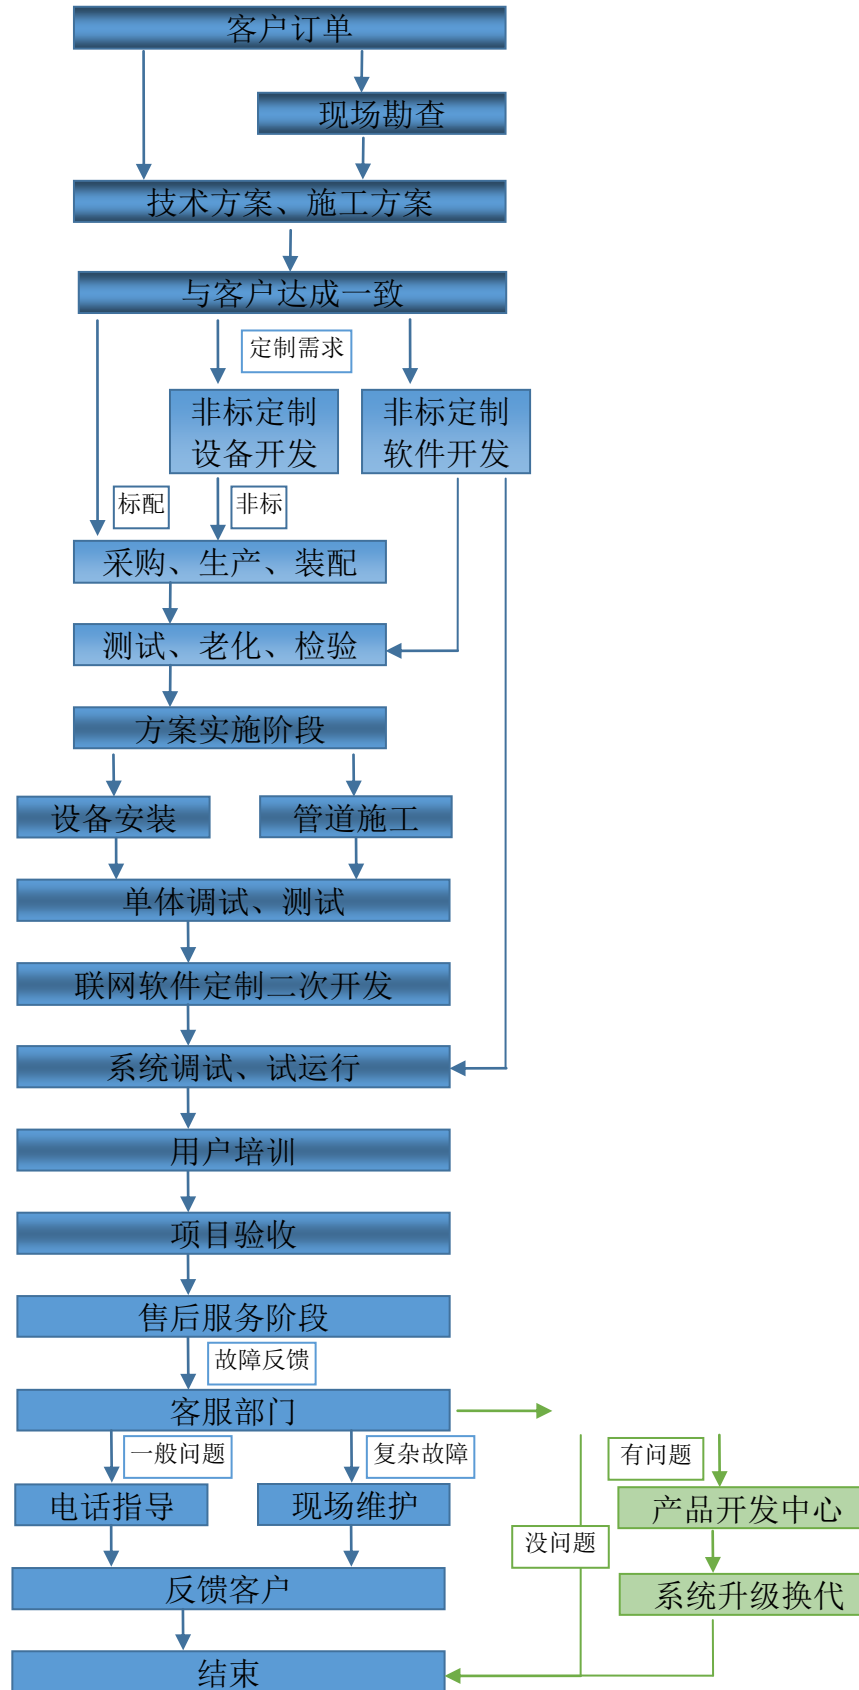 客户订单
现场勘查
技术方案、施工方案
与客户达成一致
定制需求
非标定制
设备开发
非标定制
软件开发
标配
非标
采购、生产、装配
测试、老化、检验
方案实施阶段
设备安装
管道施工
单体调试、测试
联网软件定制二次开发
系统调试、试运行
用户培训
项目验收
售后服务阶段
故障反馈
客服部门
一般问题
复杂故障
有问题
电话指导
现场维护
产品开发中心
没问题
反馈客户
系统升级换代
结束